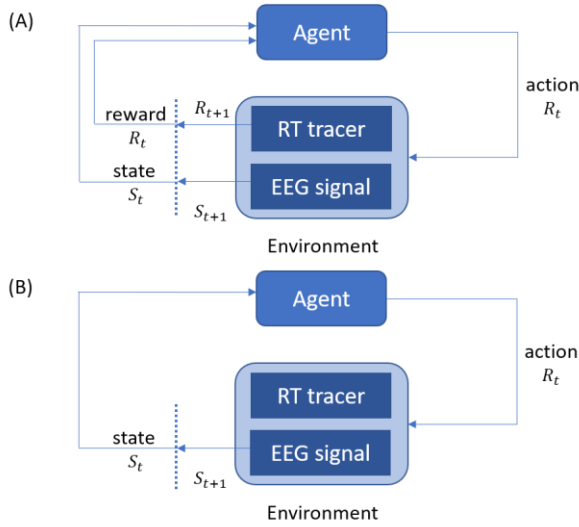 (A)
Agent
action
R_t
reward
R_t
R_{t+1}
RT tracer
state
S_t
S_{t+1}
EEG signal
Environment
(B)
Agent
action
R_t
RT tracer
state
S_t
S_{t+1}
EEG signal
Environment